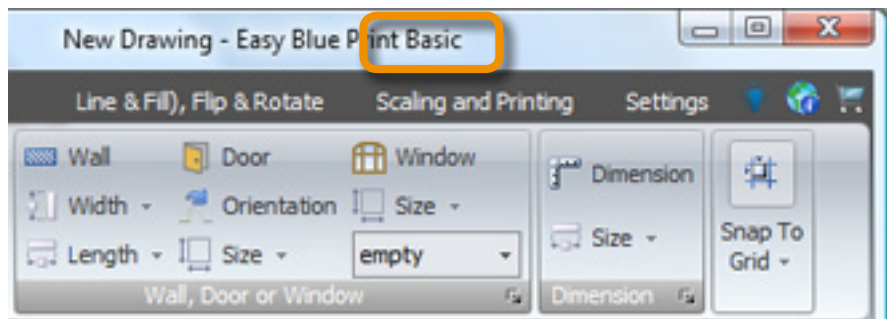 New Drawing - Easy Blue Print Basic
Line & Fill), Flip & Rotate Scaling and Printing Settings
Wall Door Window
Width Orientation Size
Length Size empty
Wall, Door or Window
Dimension
Size
Dimension
Snap To
Grid